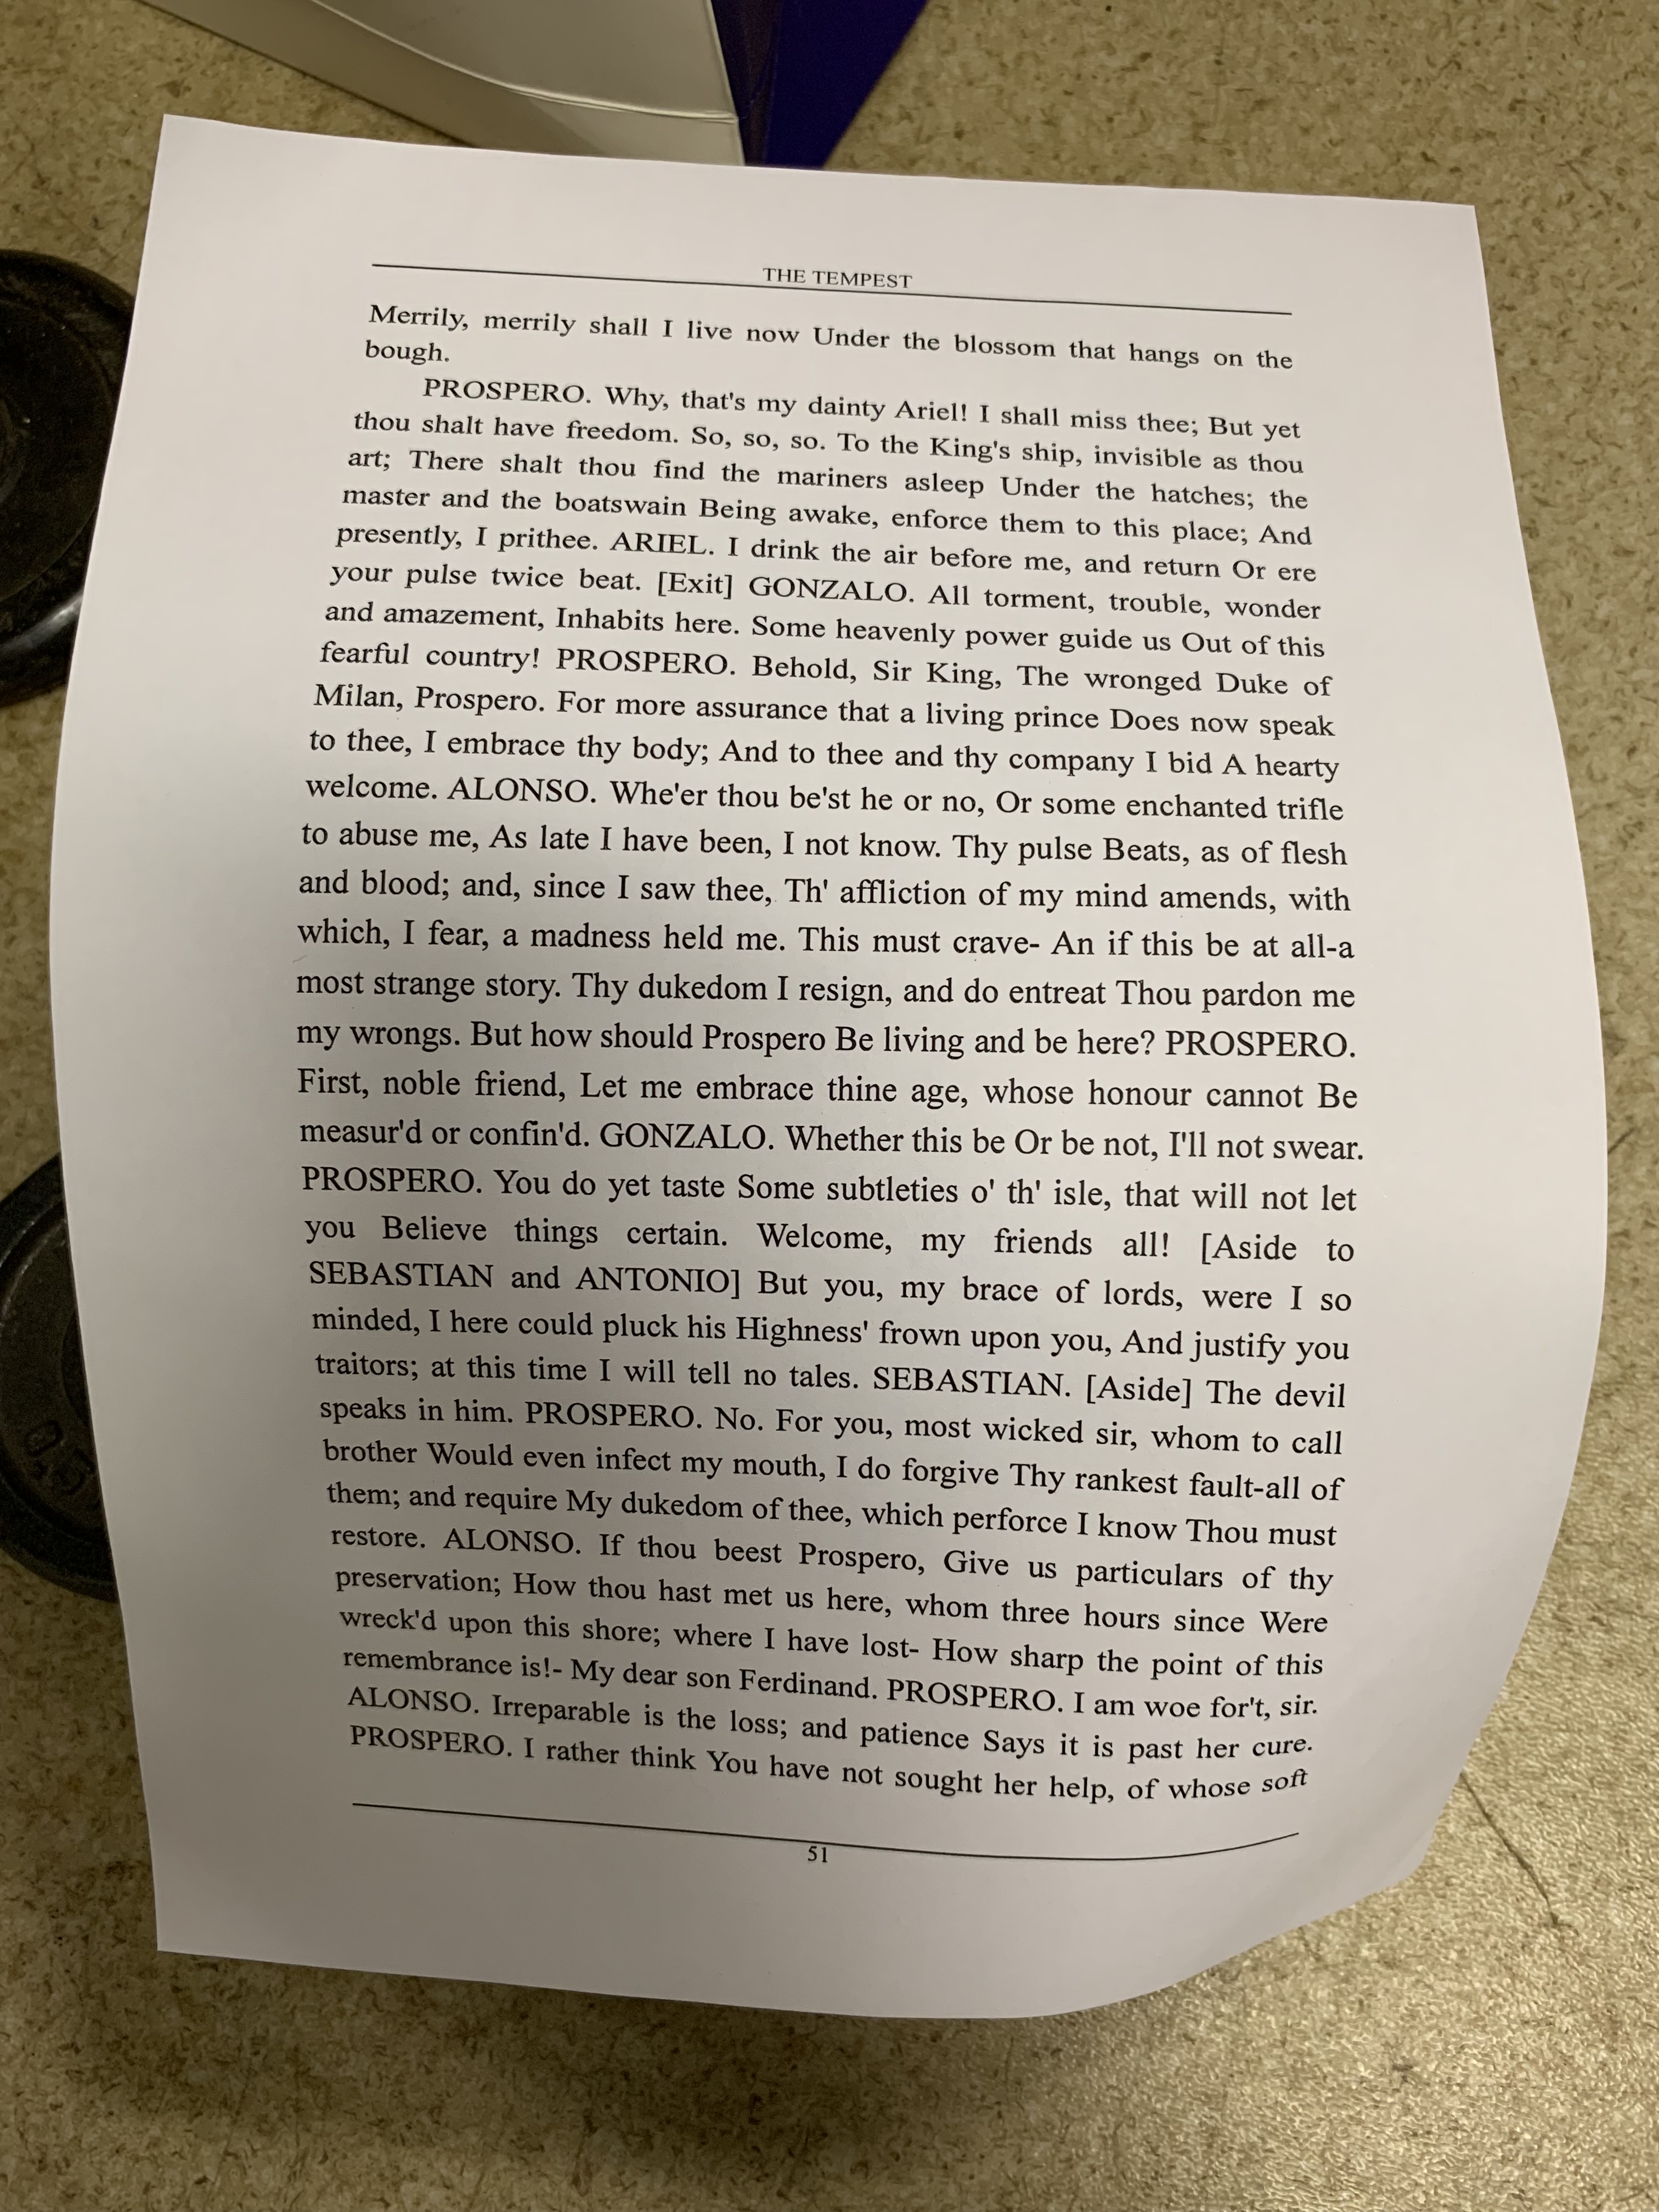 THE TEMPEST
Merrily, merrily shall I live now Under the blossom that hangs on the
bough.
PROSPERO. Why, that's my dainty Ariel! I shall miss thee; But yet
thou shalt have freedom. So, so, so. To the King's ship, invisible as thou
art; There shalt thou find the mariners asleep Under the hatches; the
master and the boatswain Being awake, enforce them to this place; And
presently, I prithee. ARIEL. I drink the air before me, and return Or ere
your pulse twice beat. [Exit] GONZALO. All torment, trouble, wonder
and amazement, Inhabits here. Some heavenly power guide us Out of this
fearful country! PROSPERO. Behold, Sir King, The wronged Duke of
Milan, Prospero. For more assurance that a living prince Does now speak
to thee, I embrace thy body; And to thee and thy company I bid A hearty
welcome. ALONSO. Whe'er thou be'st he or no, Or some enchanted trifle
to abuse me, As late I have been, I not know. Thy pulse Beats, as of flesh
and blood; and, since I saw thee, Th' affliction of my mind amends, with
which, I fear, a madness held me. This must crave- An if this be at all-a
most strange story. Thy dukedom I resign, and do entreat Thou pardon me
my wrongs. But how should Prospero Be living and be here? PROSPERO.
First, noble friend, Let me embrace thine age, whose honour cannot Be
measur'd or confin'd. GONZALO. Whether this be Or be not, I'll not swear.
PROSPERO. You do yet taste Some subtleties o' th' isle, that will not let
you Believe things certain. Welcome, my friends all! [Aside to
SEBASTIAN and ANTONIO] But you, my brace of lords, were I so
minded, I here could pluck his Highness' frown upon you, And justify you
traitors; at this time I will tell no tales. SEBASTIAN. [Aside] The devil
speaks in him. PROSPERO. No. For you, most wicked sir, whom to call
brother Would even infect my mouth, I do forgive Thy rankest fault-all of
them; and require My dukedom of thee, which perforce I know Thou must
restore. ALONSO. If thou beest Prospero, Give us particulars of thy
preservation; How thou hast met us here, whom three hours since Were
wreck'd upon this shore; where I have lost- How sharp the point of this
remembrance is!- My dear son Ferdinand. PROSPERO. I am woe for't, sir.
ALONSO. Irreparable is the loss; and patience Says it is past her cure.
PROSPERO. I rather think You have not sought her help, of whose soft
51